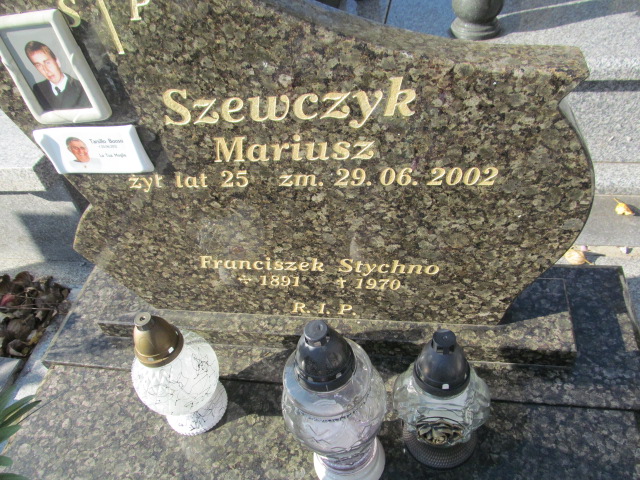 S P
Szewczyk
Mariusz
żył lat 25 zm. 29. 06. 2002
Franciszek Stychno
1891 1970
R. I. P.